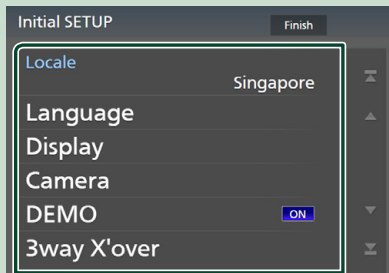 Initial SETUP
Finish
Locale
Singapore
Language
Display
Camera
DEMO
ON
3way X'over